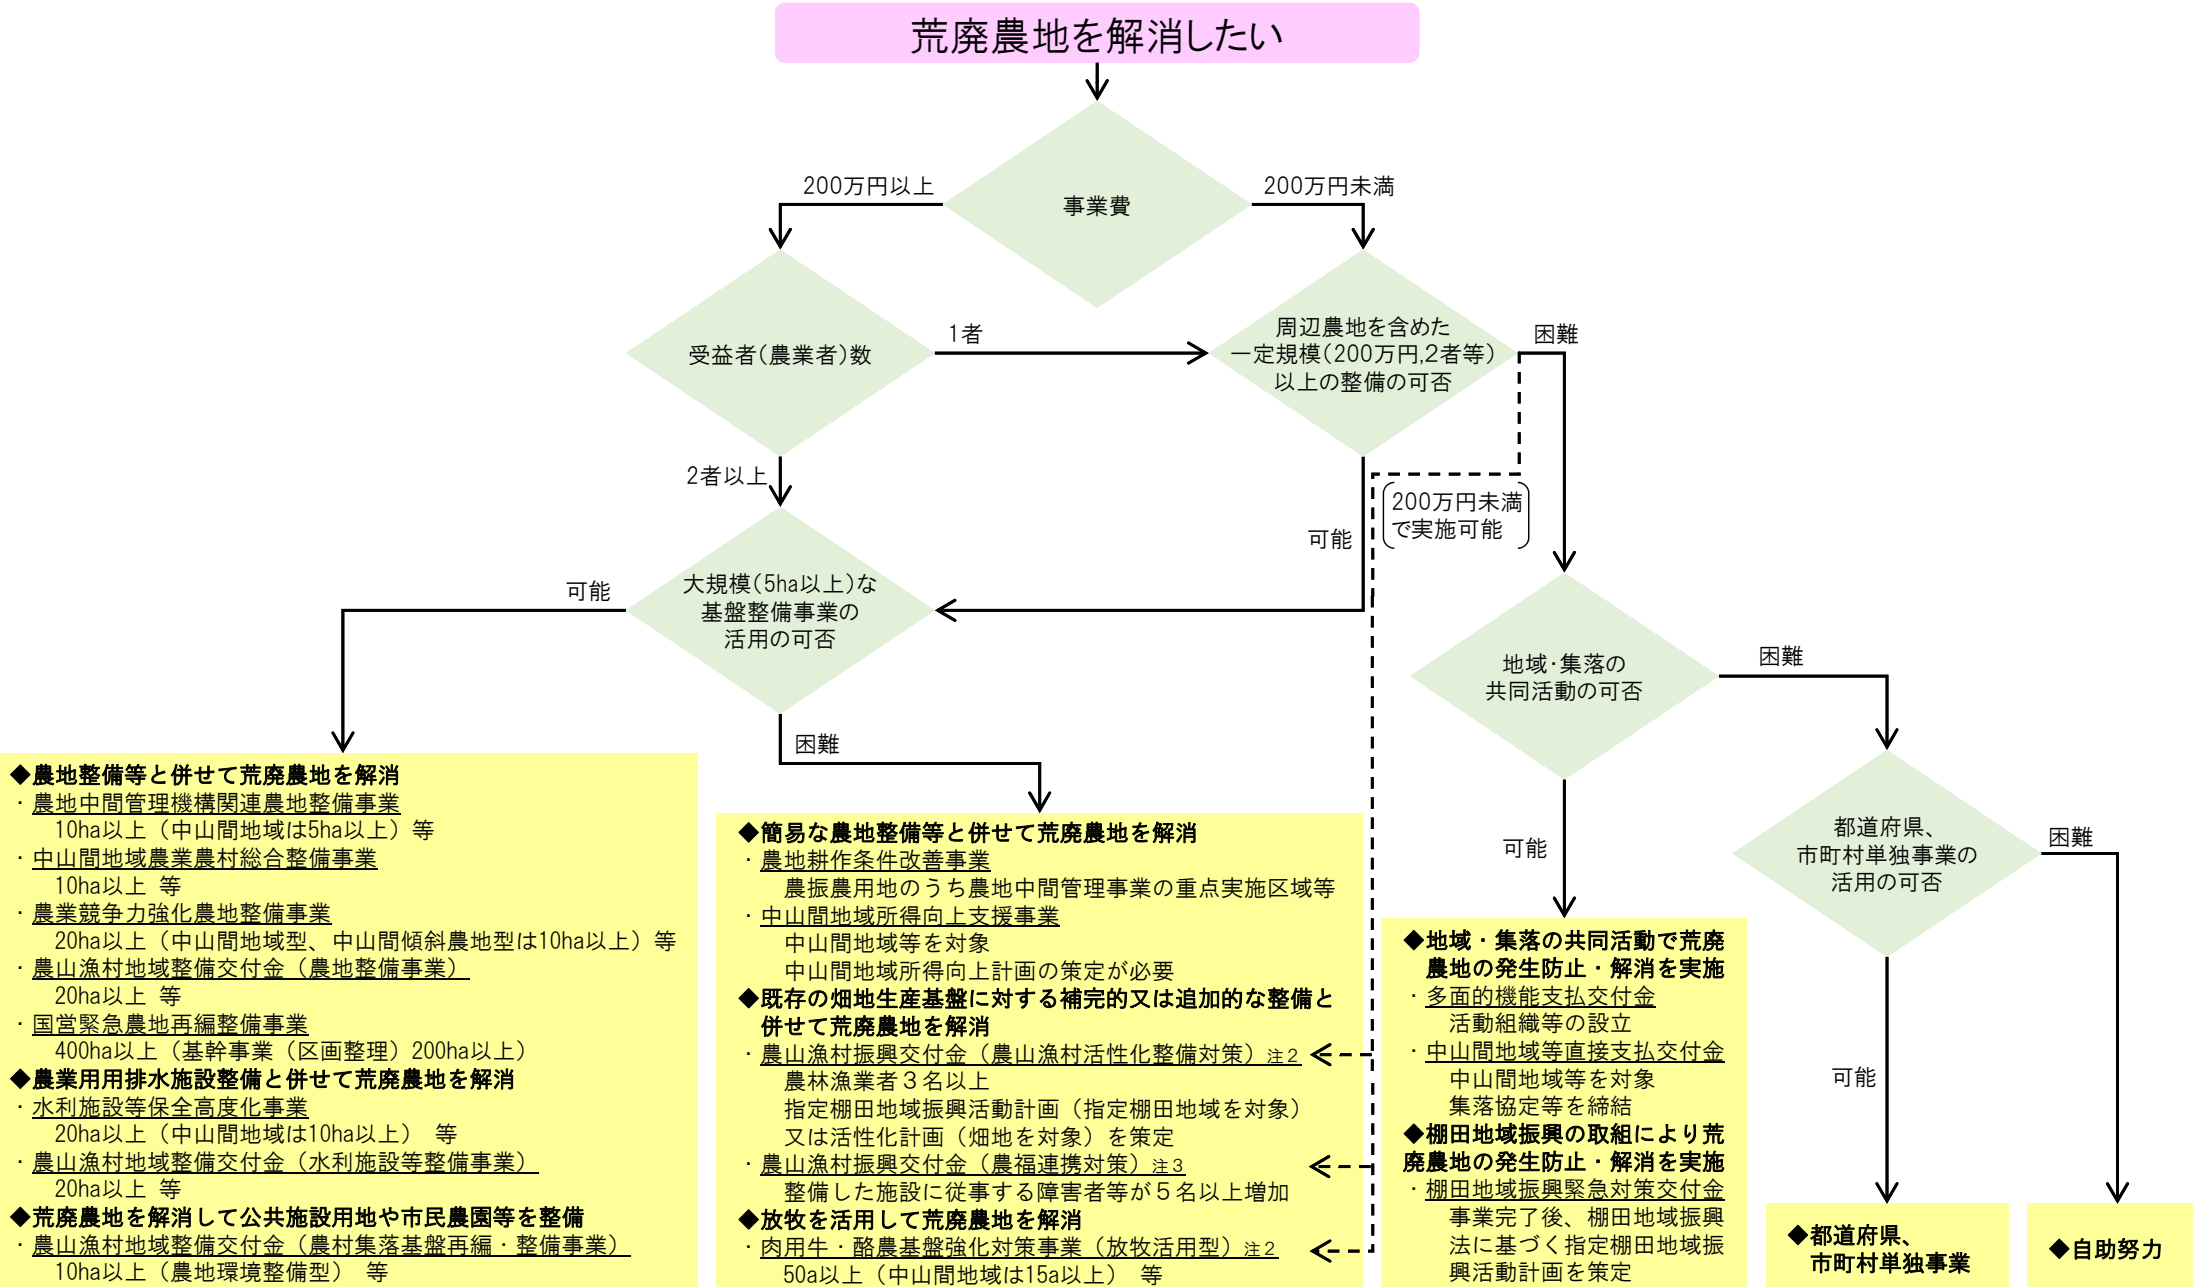 荒廃農地を解消したい
200万円以上
事業費
200万円未満
受益者(農業者)数
1者
周辺農地を含めた
一定規模(200万円,2者等)
以上の整備の可否
困難
2者以上
200万円未満
で実施可能
可能
大規模(5ha以上)な
基盤整備事業の
活用の可否
可能
困難
地域・集落の
共同活動の可否
困難
可能
都道府県、
市町村単独事業の
活用の可否
困難
可能
◆農地整備等と併せて荒廃農地を解消
・農地中間管理機構関連農地整備事業
10ha以上（中山間地域は5ha以上）等
・中山間地域農業農村総合整備事業
10ha以上 等
・農業競争力強化農地整備事業
20ha以上（中山間地域型、中山間傾斜農地型は10ha以上）等
・農山漁村地域整備交付金（農地整備事業）
20ha以上 等
・国営緊急農地再編整備事業
400ha以上（基幹事業（区画整理）200ha以上）
◆農業用用排水施設整備と併せて荒廃農地を解消
・水利施設等保全高度化事業
20ha以上（中山間地域は10ha以上） 等
・農山漁村地域整備交付金（水利施設等整備事業）
20ha以上 等
◆荒廃農地を解消して公共施設用地や市民農園等を整備
・農山漁村地域整備交付金（農村集落基盤再編・整備事業）
10ha以上（農地環境整備型） 等
◆簡易な農地整備等と併せて荒廃農地を解消
・農地耕作条件改善事業
農振農用地のうち農地中間管理事業の重点実施区域等
・中山間地域所得向上支援事業
中山間地域等を対象
中山間地域所得向上計画の策定が必要
◆既存の畑地生産基盤に対する補完的又は追加的な整備と
併せて荒廃農地を解消
・農山漁村振興交付金（農山漁村活性化整備対策）注２
農林漁業者３名以上
指定棚田地域振興活動計画（指定棚田地域を対象）
又は活性化計画（畑地を対象）を策定
・農山漁村振興交付金（農福連携対策）注３
整備した施設に従事する障害者等が５名以上増加
◆放牧を活用して荒廃農地を解消
・肉用牛・酪農基盤強化対策事業（放牧活用型）注２
50a以上（中山間地域は15a以上） 等
◆地域・集落の共同活動で荒廃
農地の発生防止・解消を実施
・多面的機能支払交付金
活動組織等の設立
・中山間地域等直接支払交付金
中山間地域等を対象
集落協定等を締結
◆棚田地域振興の取組により荒
廃農地の発生防止・解消を実施
・棚田地域振興緊急対策交付金
事業完了後、棚田地域振興
法に基づく指定棚田地域振
興活動計画を策定
◆都道府県、
市町村単独事業
◆自助努力